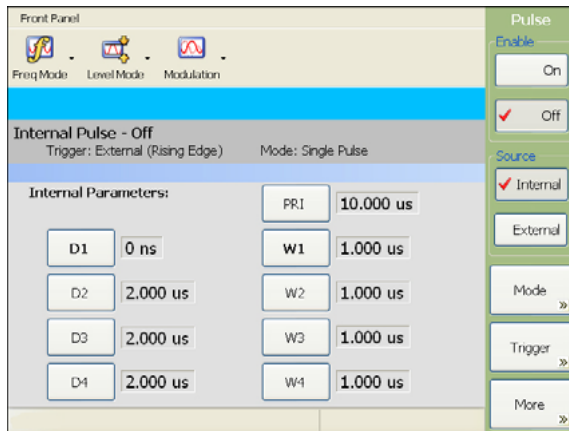 Front Panel
Freq Mode Level Mode Modulation
Internal Pulse - Off
Trigger: External (Rising Edge) Mode: Single Pulse
Internal Parameters:
PRI 10.000 us
D1 0 ns W1 1.000 us
D2 2.000 us W2 1.000 us
D3 2.000 us W3 1.000 us
D4 2.000 us W4 1.000 us
Pulse
Enable
On
Off
Source
Internal
External
Mode »
Trigger »
More »